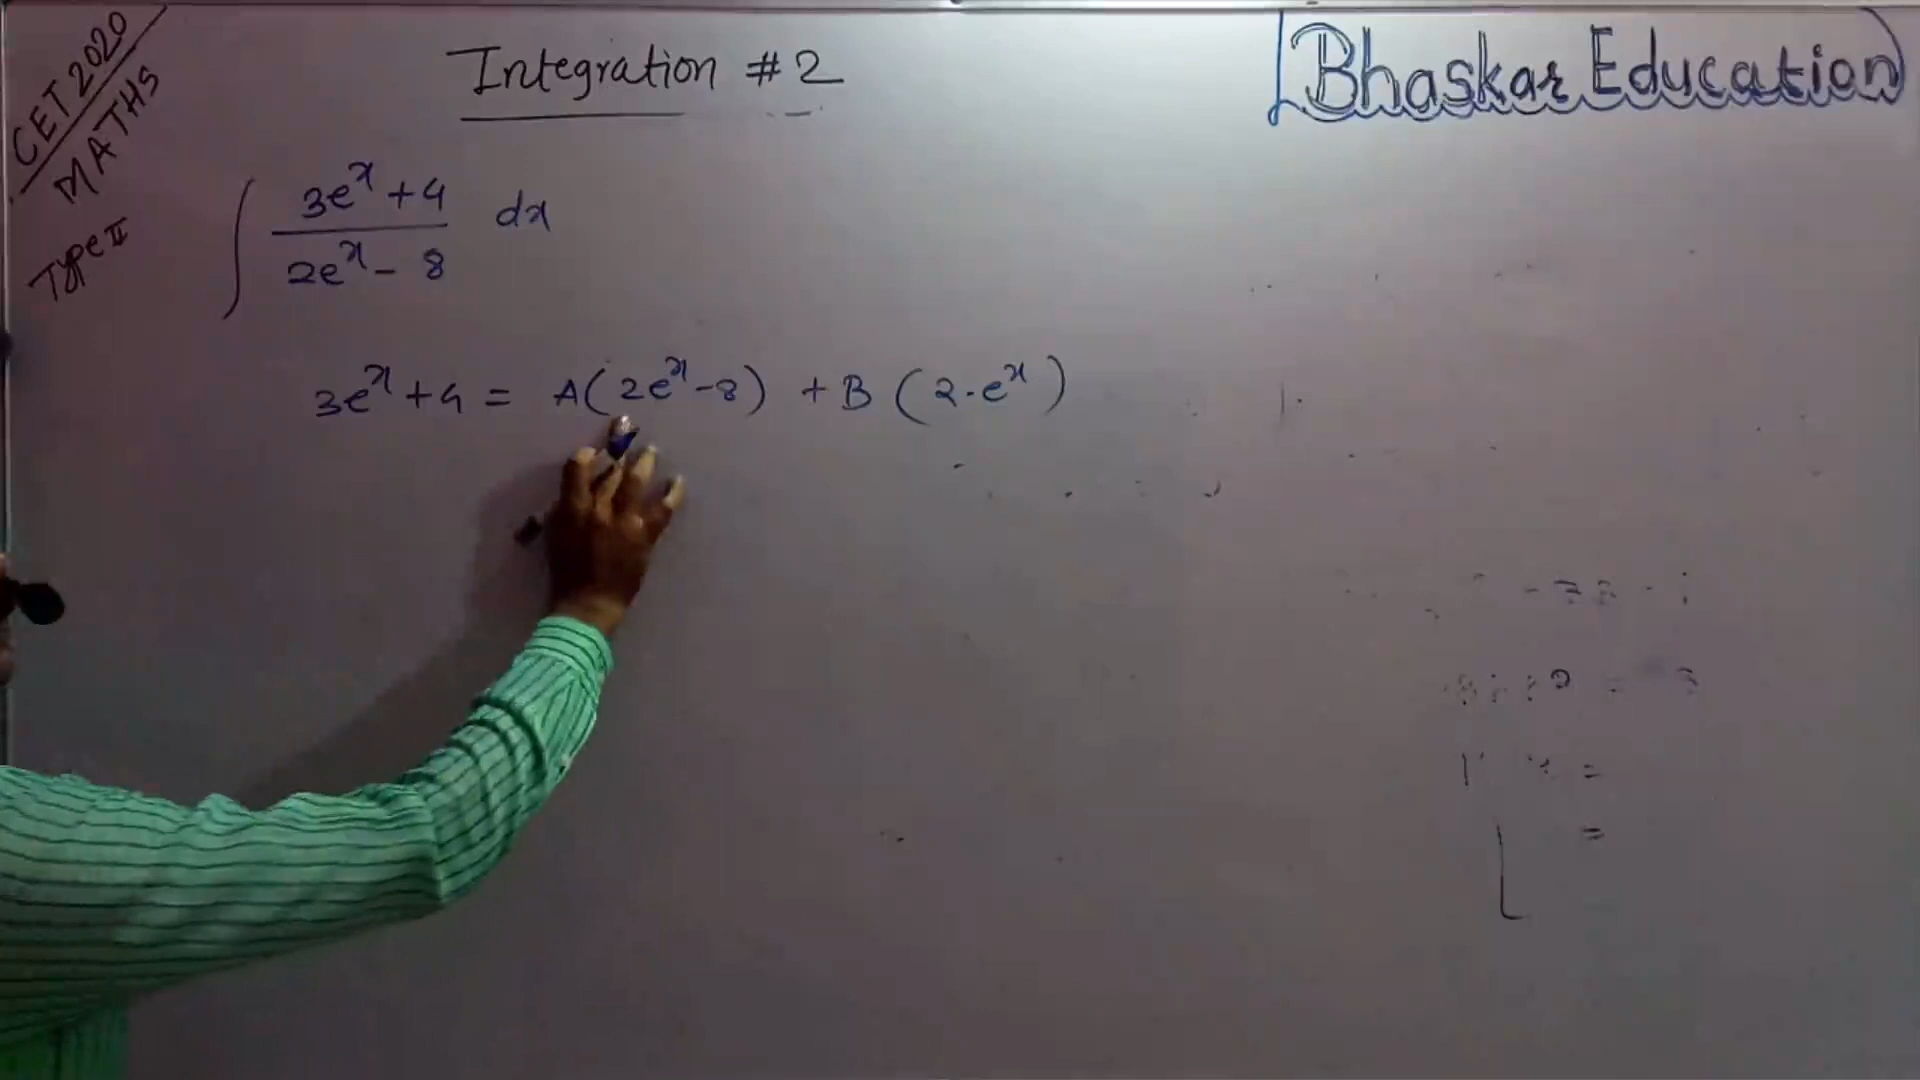 CET 2020
MATHS
Type II
Integration #2
Bhaskar Education
∫ (3e^x + 4)/(2e^x - 8) dx
3e^x + 4 = A(2e^x - 8) + B(2·e^x)